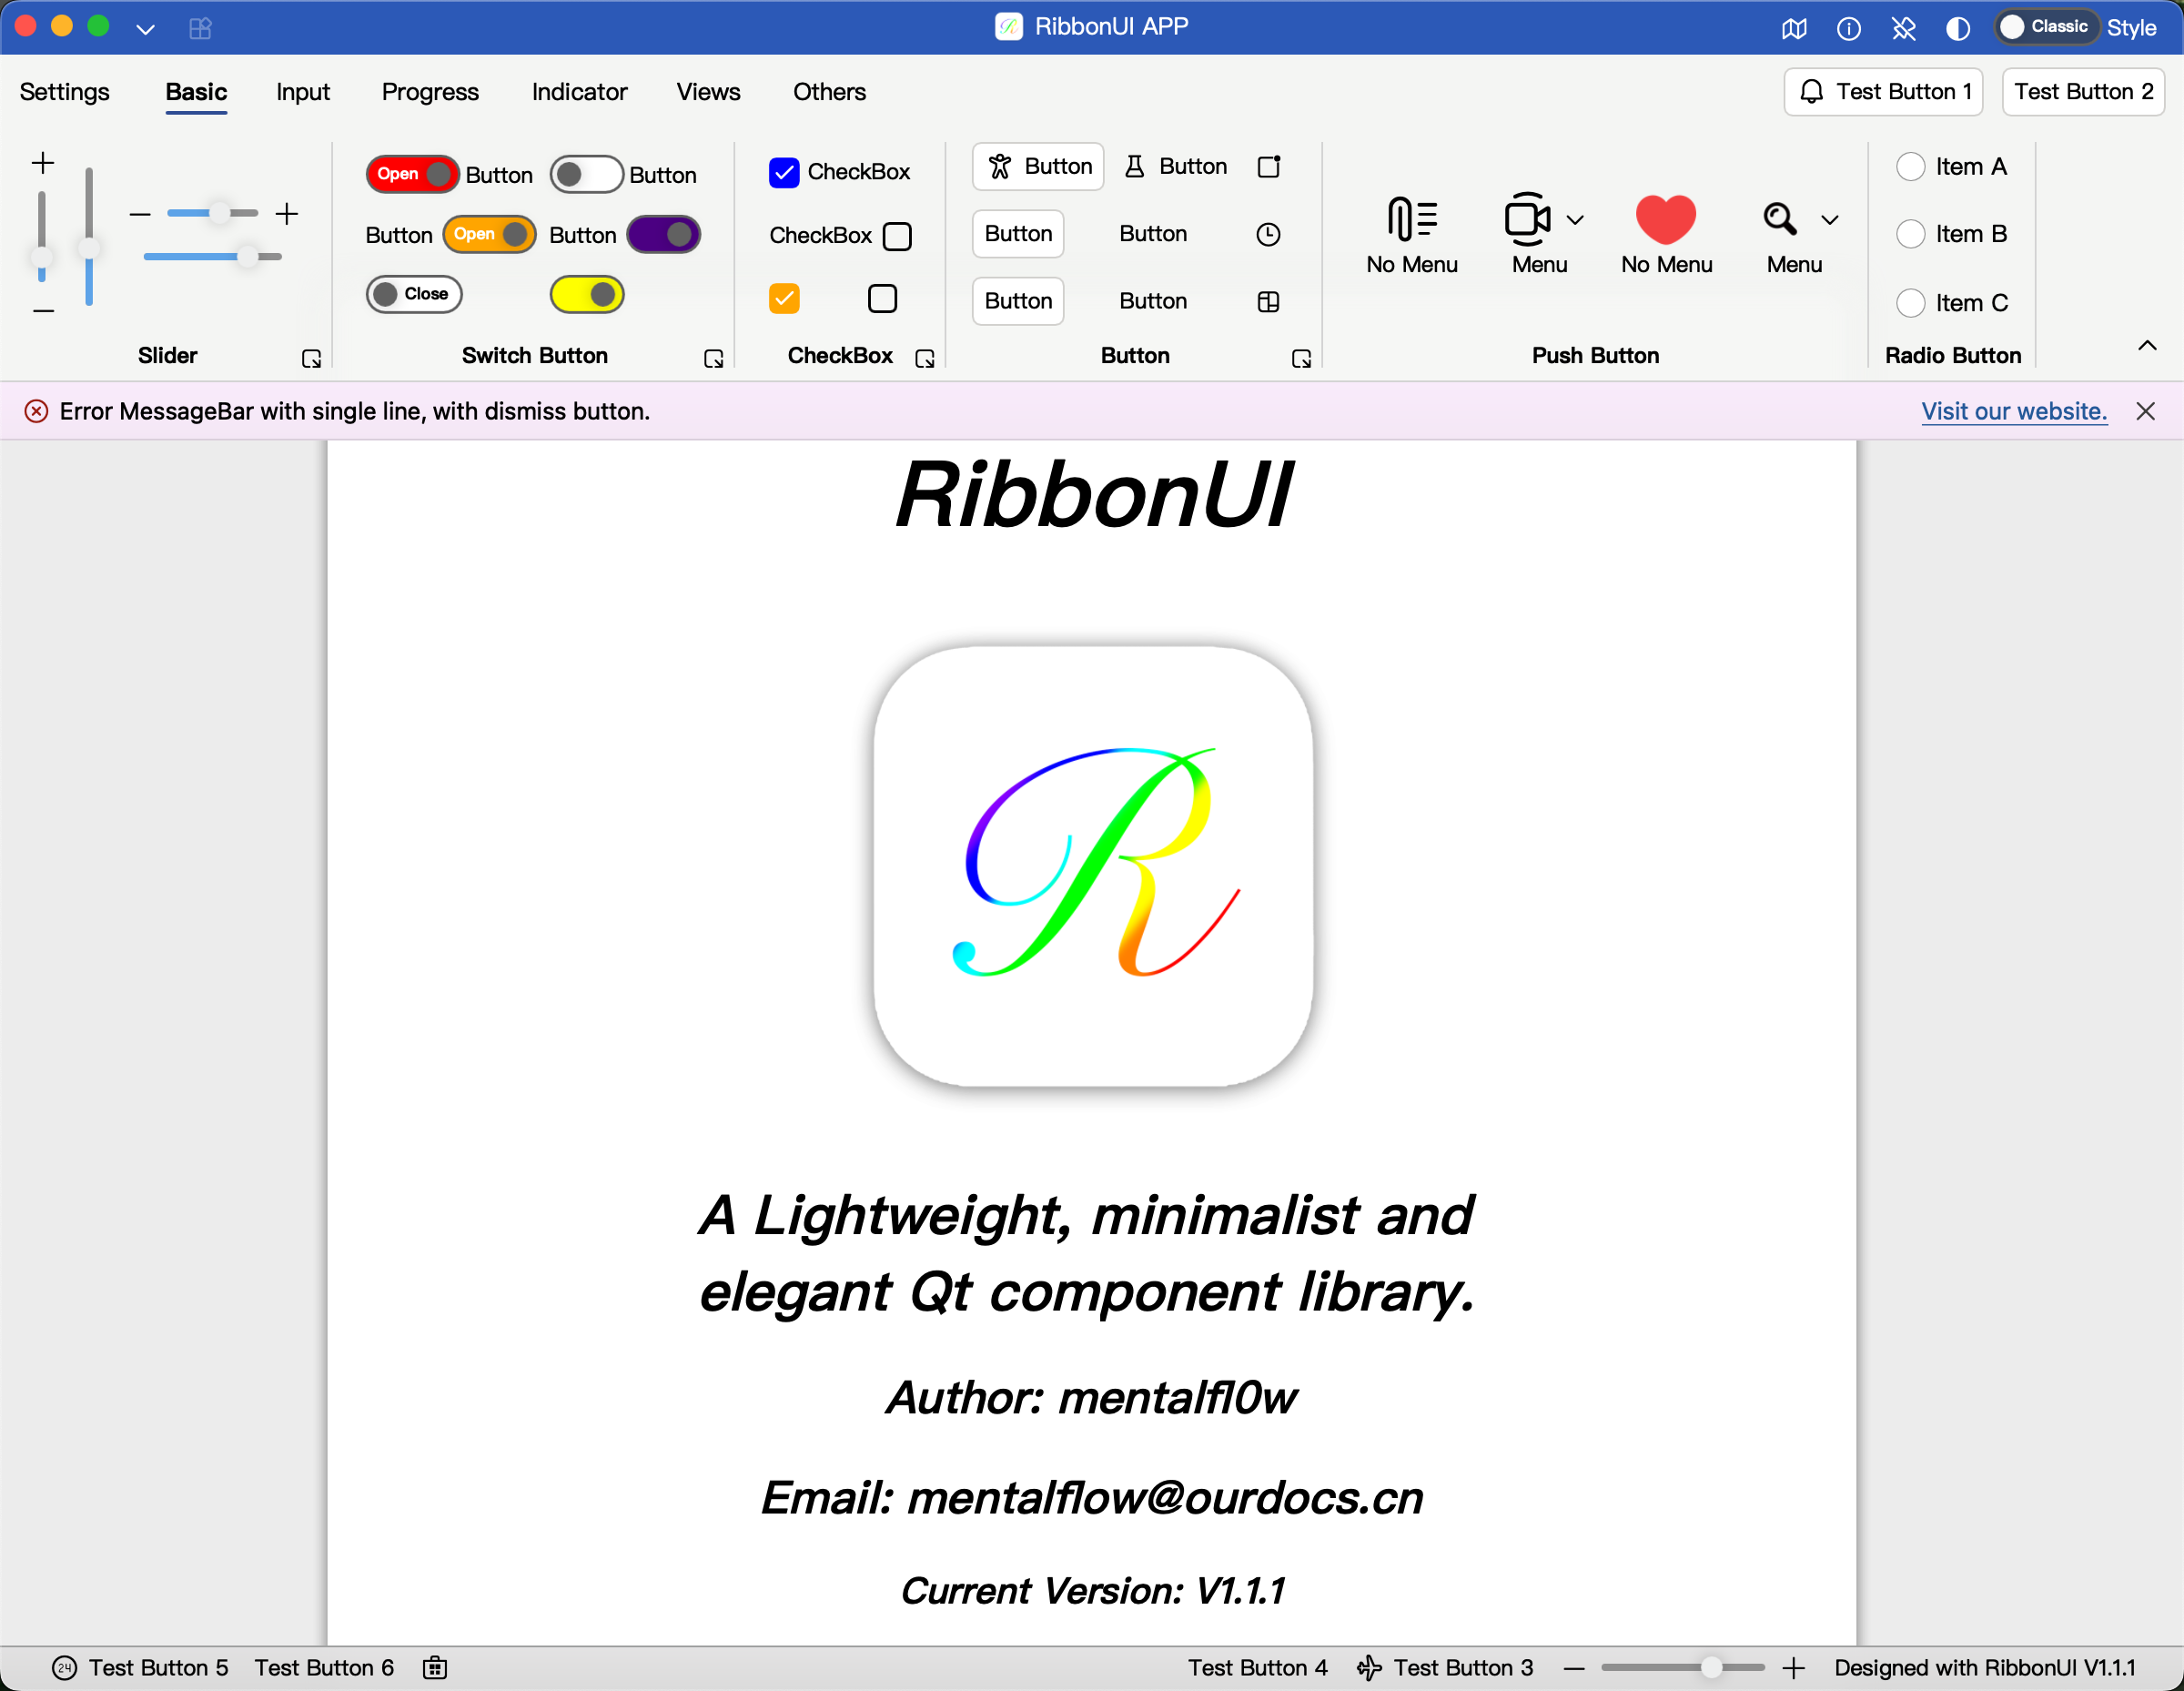 RibbonUI APP
Classic Style
Settings Basic Input Progress Indicator Views Others
Test Button 1 Test Button 2
Open Button Button
Button Open Button
Close
Slider
Switch Button
CheckBox
CheckBox
CheckBox
Button Button
Button Button
Button Button
Button
No Menu Menu No Menu Menu
Push Button
Item A
Item B
Item C
Radio Button
Error MessageBar with single line, with dismiss button.
Visit our website.
RibbonUI
R
A Lightweight, minimalist and
elegant Qt component library.
Author: mentalfl0w
Email: mentalflow@ourdocs.cn
Current Version: V1.1.1
24 Test Button 5 Test Button 6
Test Button 4 Test Button 3
Designed with RibbonUI V1.1.1